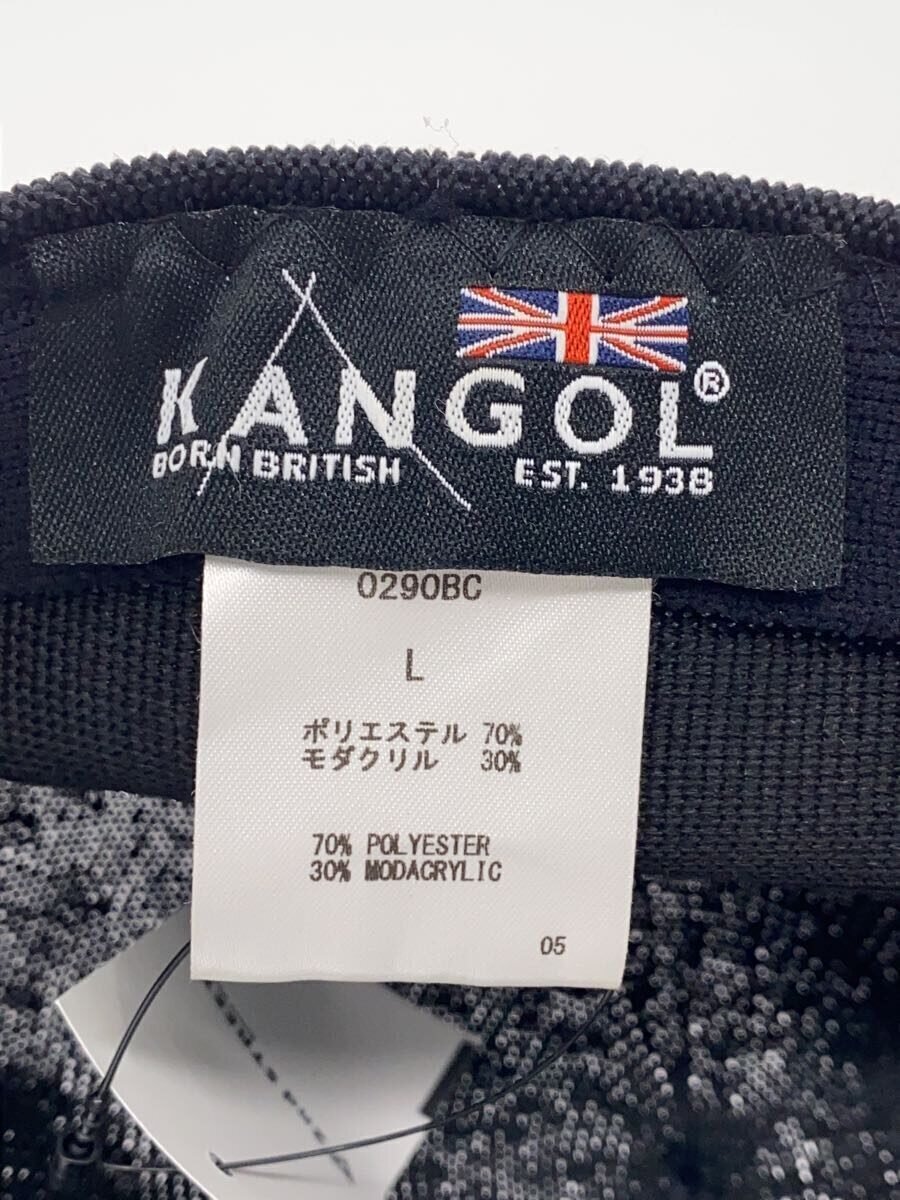 KANGOL®
BORN BRITISH EST. 1938
0290BC
L
ポリエステル 70%
モダクリル 30%
70% POLYESTER
30% MODACRYLIC
05